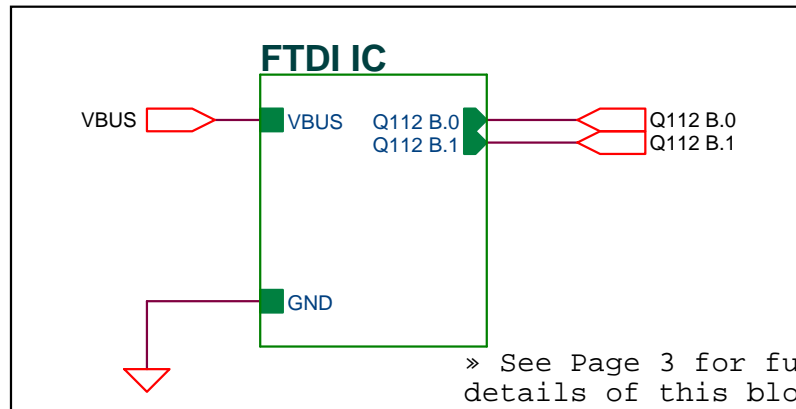 FTDI IC
VBUS
VBUS
Q112 B.0
Q112 B.0
Q112 B.1
Q112 B.1
GND
» See Page 3 for fu
details of this blo